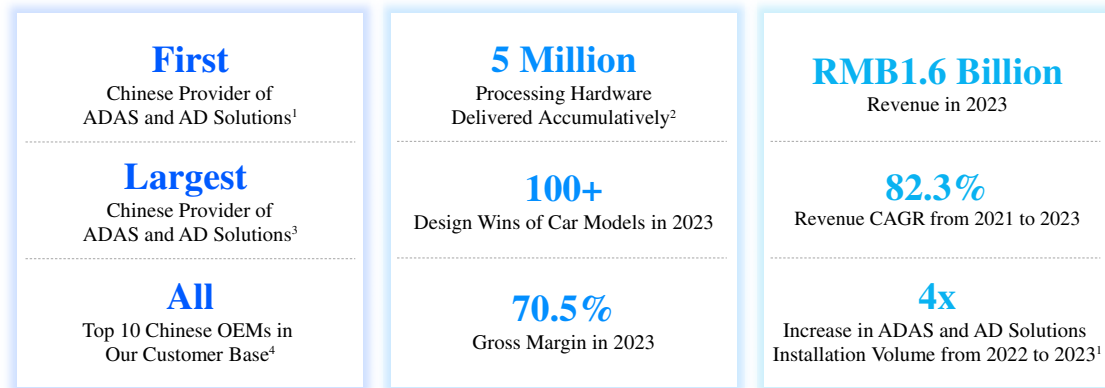 First
Chinese Provider of
ADAS and AD Solutions¹
Largest
Chinese Provider of
ADAS and AD Solutions³
All
Top 10 Chinese OEMs in
Our Customer Base⁴
5 Million
Processing Hardware
Delivered Accumulatively²
100+
Design Wins of Car Models in 2023
70.5%
Gross Margin in 2023
RMB1.6 Billion
Revenue in 2023
82.3%
Revenue CAGR from 2021 to 2023
4x
Increase in ADAS and AD Solutions
Installation Volume from 2022 to 2023¹